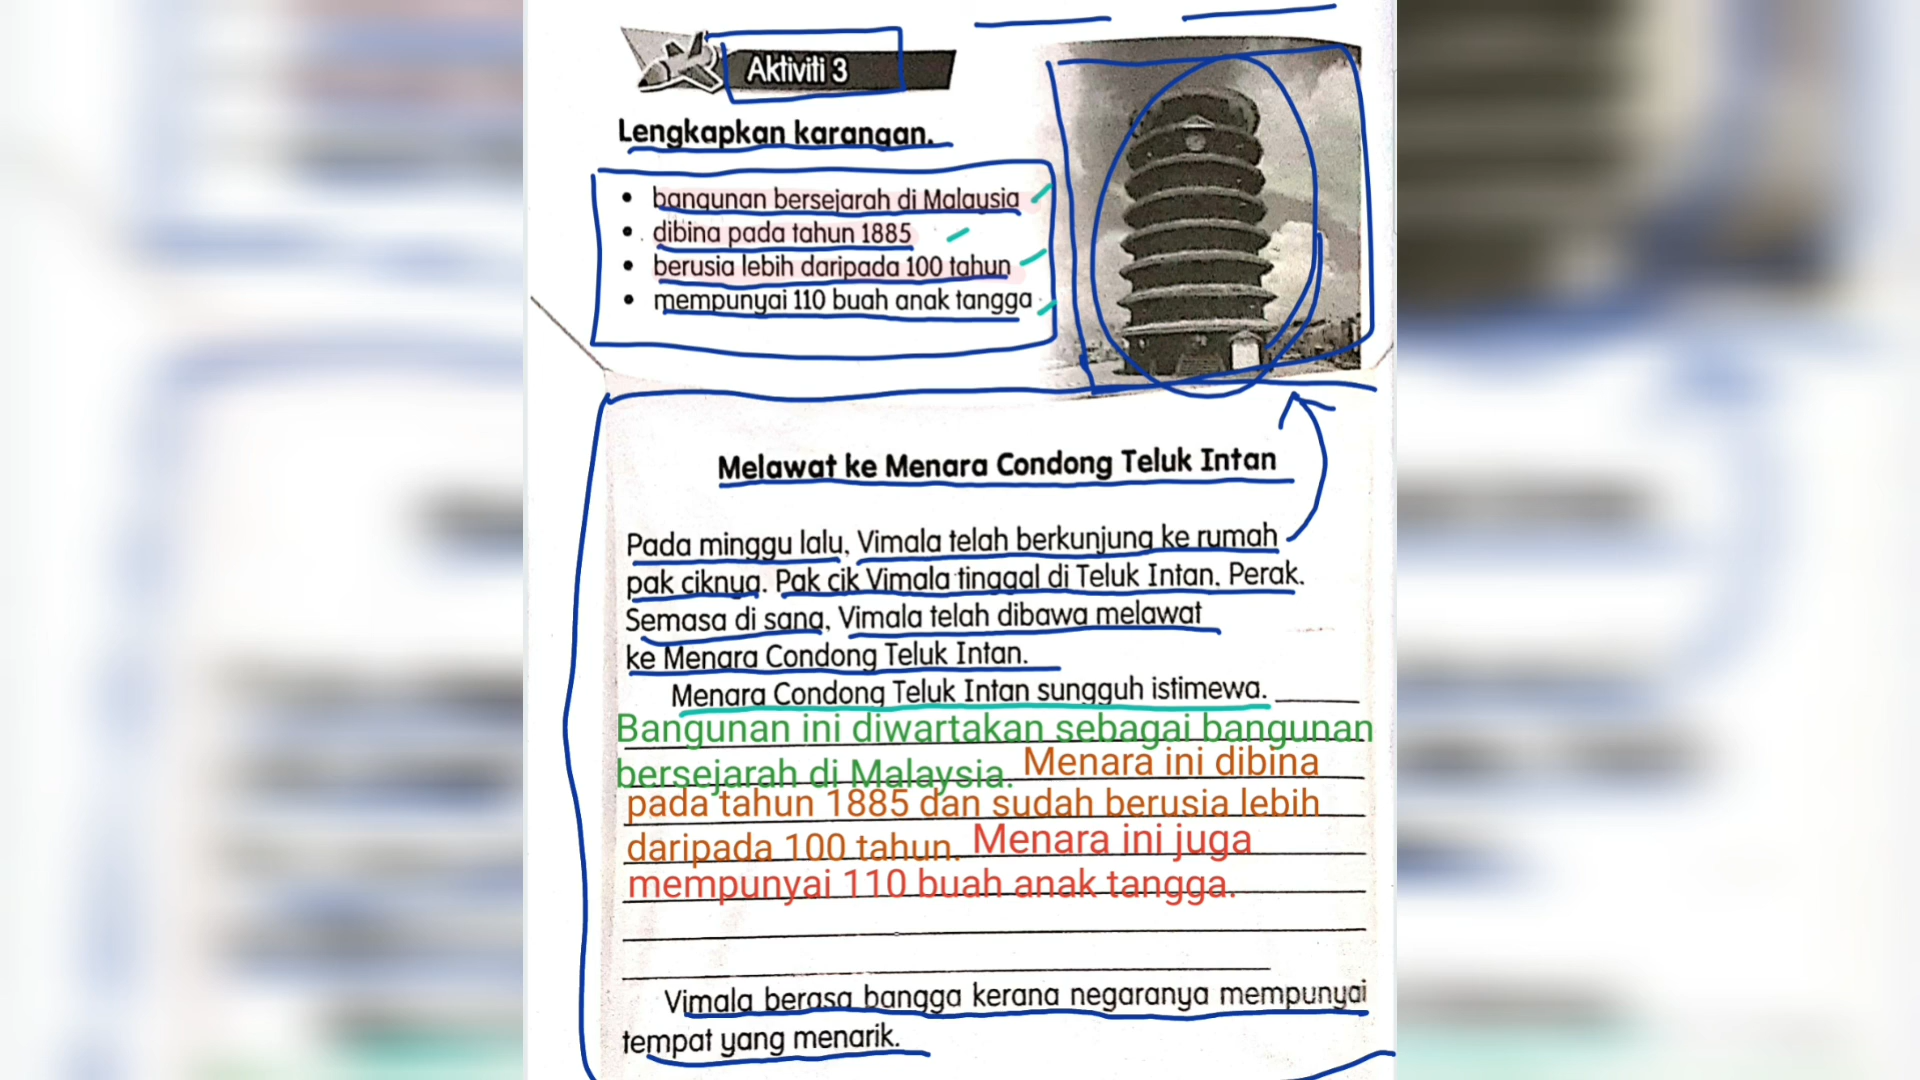 Aktiviti 3
Lengkapkan karangan.
• bangunan bersejarah di Malaysia
• dibina pada tahun 1885
• berusia lebih daripada 100 tahun
• mempunyai 110 buah anak tangga
Melawat ke Menara Condong Teluk Intan
Pada minggu lalu, Vimala telah berkunjung ke rumah
pak ciknya. Pak cik Vimala tinggal di Teluk Intan, Perak.
Semasa di sana, Vimala telah dibawa melawat
ke Menara Condong Teluk Intan.
Menara Condong Teluk Intan sungguh istimewa.
Bangunan ini diwartakan sebagai bangunan
bersejarah di Malaysia. Menara ini dibina
pada tahun 1885 dan sudah berusia lebih
daripada 100 tahun. Menara ini juga
mempunyai 110 buah anak tangga.
Vimala berasa bangga kerana negaranya mempunyai
tempat yang menarik.